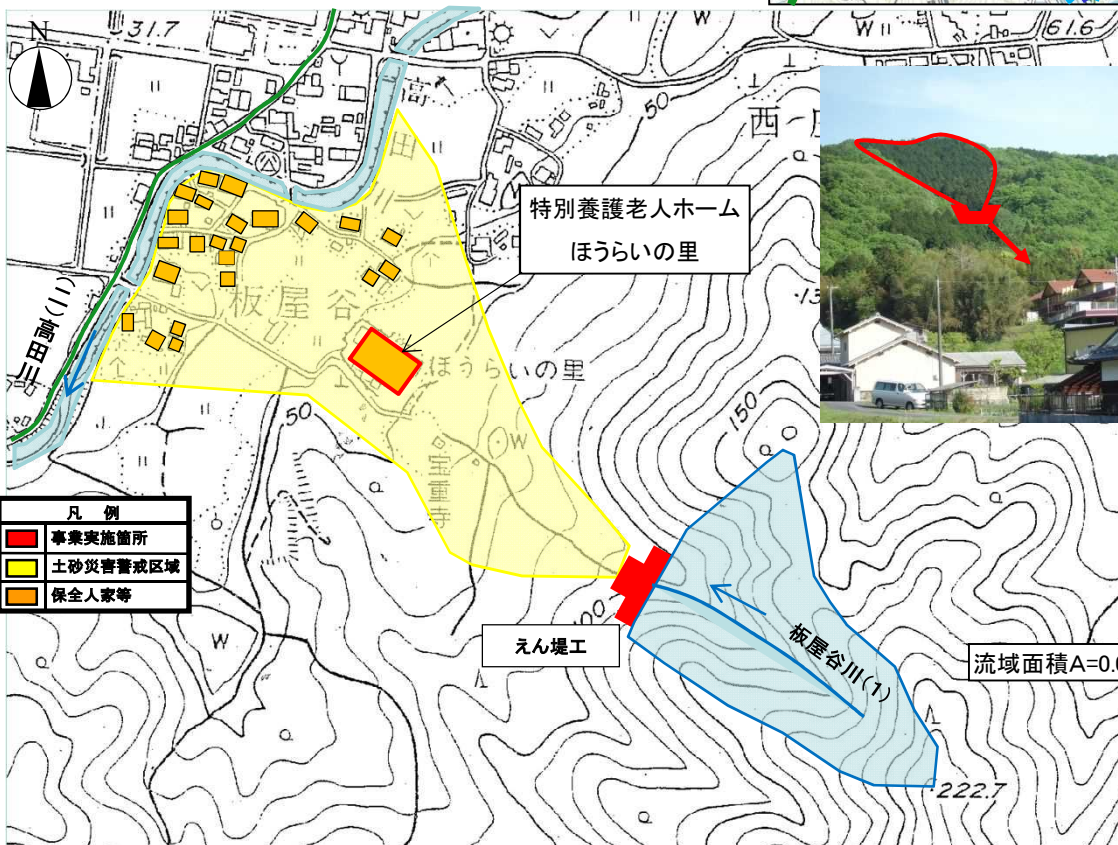 31.7
W
W
61.6
N
高
田
50
西
特別養護老人ホーム
ほうらいの里
板屋谷
ほうらいの里
(二)高田川
50
150
W
宝重寺
凡 例
事業実施箇所
土砂災害警戒区域
保全人家等
W
えん堤工
板屋谷川(1)
流域面積A=0.
222.7